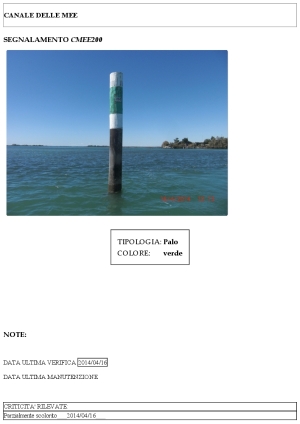 CANALE DELLE MEE
SEGNALAMENTO CMEE200
TIPOLOGIA: Palo
COLORE: verde
NOTE:
DATA ULTIMA VERIFICA 2014/04/16
DATA ULTIMA MANUTENZIONE
CRITICITA' RILEVATE
Parzialmente scolorito 2014/04/16